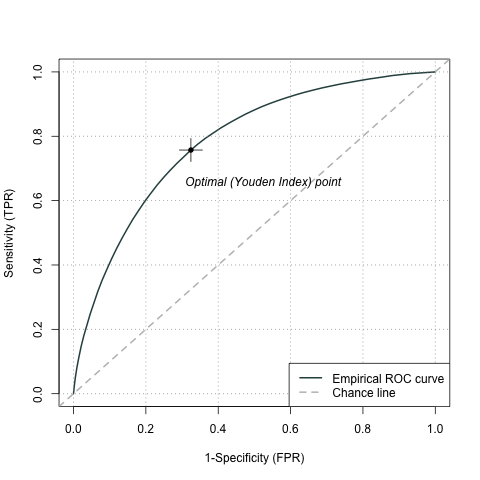 Sensitivity (TPR)
1.0
0.8
0.6
0.4
0.2
0.0
Optimal (Youden Index) point
Empirical ROC curve
Chance line
0.0 0.2 0.4 0.6 0.8 1.0
1-Specificity (FPR)